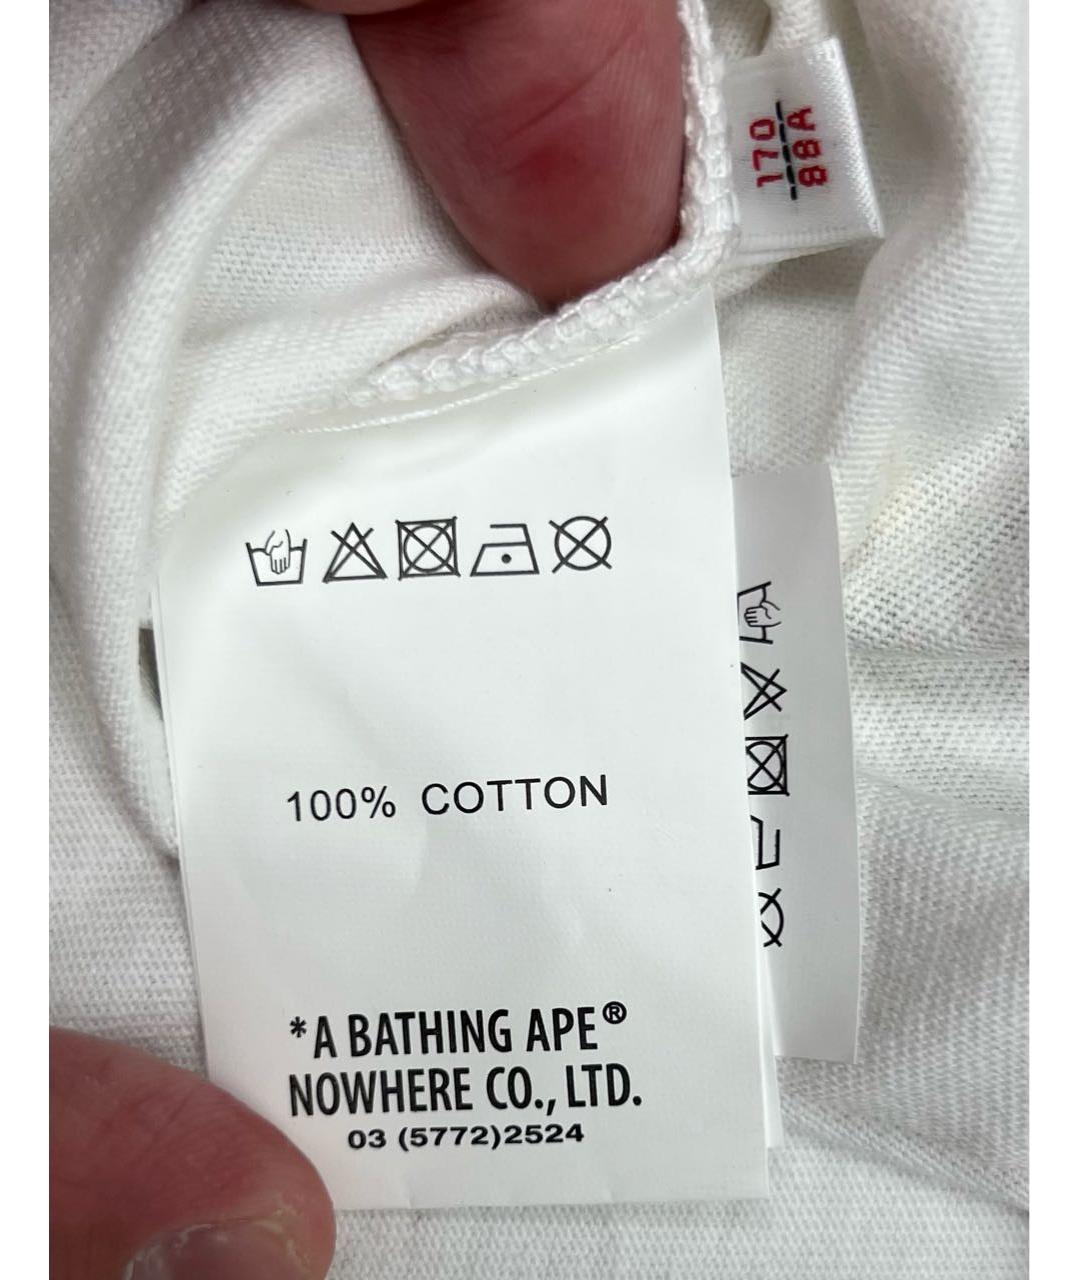 170
88A
100% COTTON
*A BATHING APE®
NOWHERE CO., LTD.
03 (5772)2524